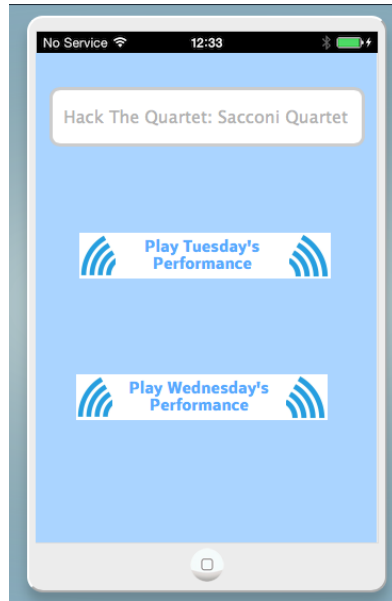 No Service 12:33
Hack The Quartet: Sacconi Quartet
Play Tuesday's
Performance
Play Wednesday's
Performance